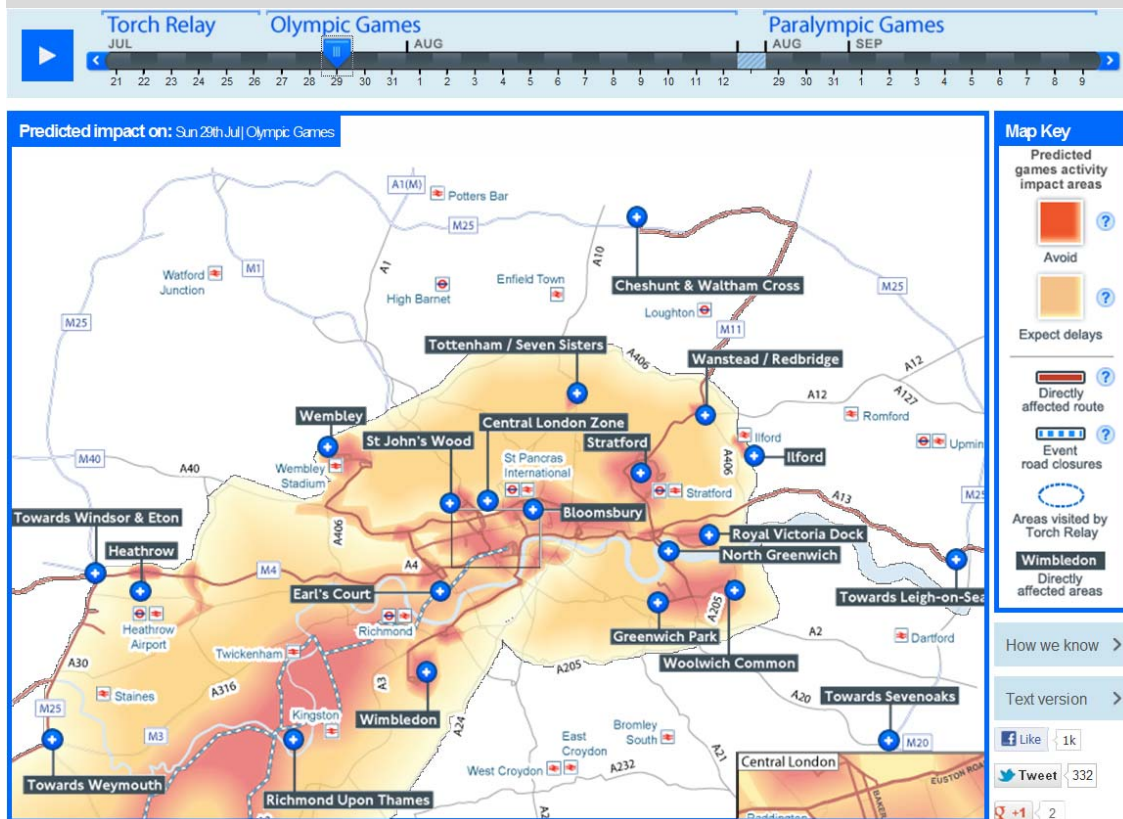 Torch Relay
Olympic Games
Paralympic Games
JUL
AUG
AUG
SEP
21 22 23 24 25 26 27 28 29 30 31 1 2 3 4 5 6 7 8 9 10 11 12 29 30 31 1 2 3 4 5 6 7 8 9
Predicted impact on: Sun 29th Jul | Olympic Games
A1(M)
Potters Bar
M25
A10
A1
Watford
Junction
M1
High Barnet
Enfield Town
Cheshunt & Waltham Cross
M25
Loughton
M11
M25
Tottenham / Seven Sisters
A406
Wanstead / Redbridge
A12
A12
A127
Romford
Wembley
Central London Zone
St John's Wood
Stratford
Ilford
Upmin
M40
A40
Wembley
Stadium
St Pancras
International
A406
Ilford
Stratford
M25
A13
Towards Windsor & Eton
A406
Bloomsbury
Royal Victoria Dock
North Greenwich
Heathrow
M4
A4
Earl's Court
Towards Leigh-on-Sea
Heathrow
Airport
Richmond
A205
Greenwich Park
A2
Dartford
Twickenham
A30
A316
A3
A205
Woolwich Common
Staines
A20
Towards Sevenoaks
M25
Kingston
Wimbledon
A24
M3
Bromley
South
A21
M20
East
Croydon
West Croydon
A232
Towards Weymouth
Richmond Upon Thames
Central London
EUSTON ROA
BAKER
Paddington
Map Key
Predicted
games activity
impact areas
?
Avoid
?
Expect delays
?
Directly
affected route
?
Event
road closures
Areas visited by
Torch Relay
Wimbledon
Directly
affected areas
How we know
Text version
Like
1k
Tweet
332
+1
2